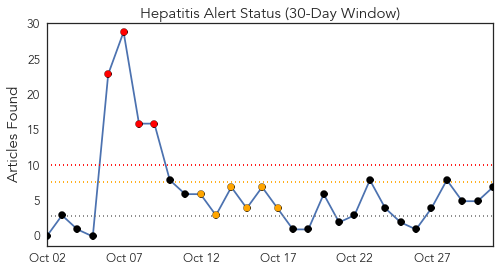 Hepatitis Alert Status (30-Day Window)
Articles Found
30
25
20
15
10
5
0
Oct 02 Oct 07 Oct 12 Oct 17 Oct 22 Oct 27